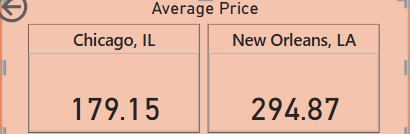 Average Price
Chicago, IL
New Orleans, LA
179.15
294.87